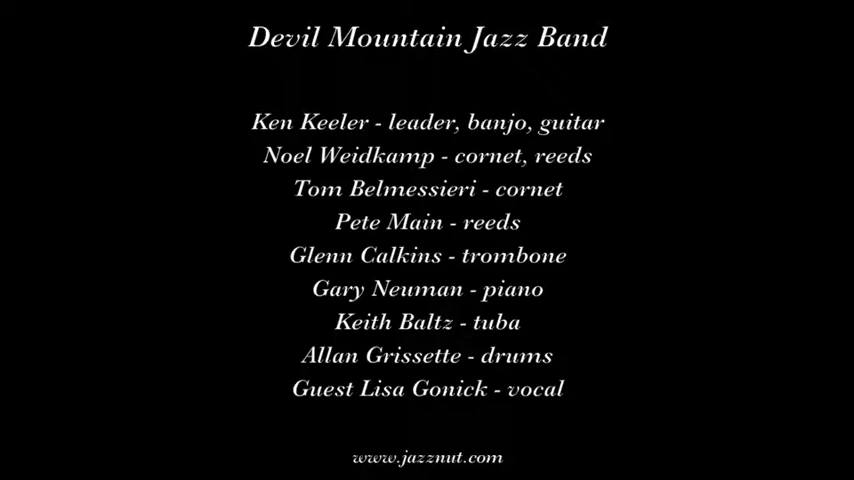 Devil Mountain Jazz Band
Ken Keeler - leader, banjo, guitar
Noel Weidkamp - cornet, reeds
Tom Belmessieri - cornet
Pete Main - reeds
Glenn Calkins - trombone
Gary Neuman - piano
Keith Baltz - tuba
Allan Grissette - drums
Guest Lisa Gonick - vocal
www.jazznut.com